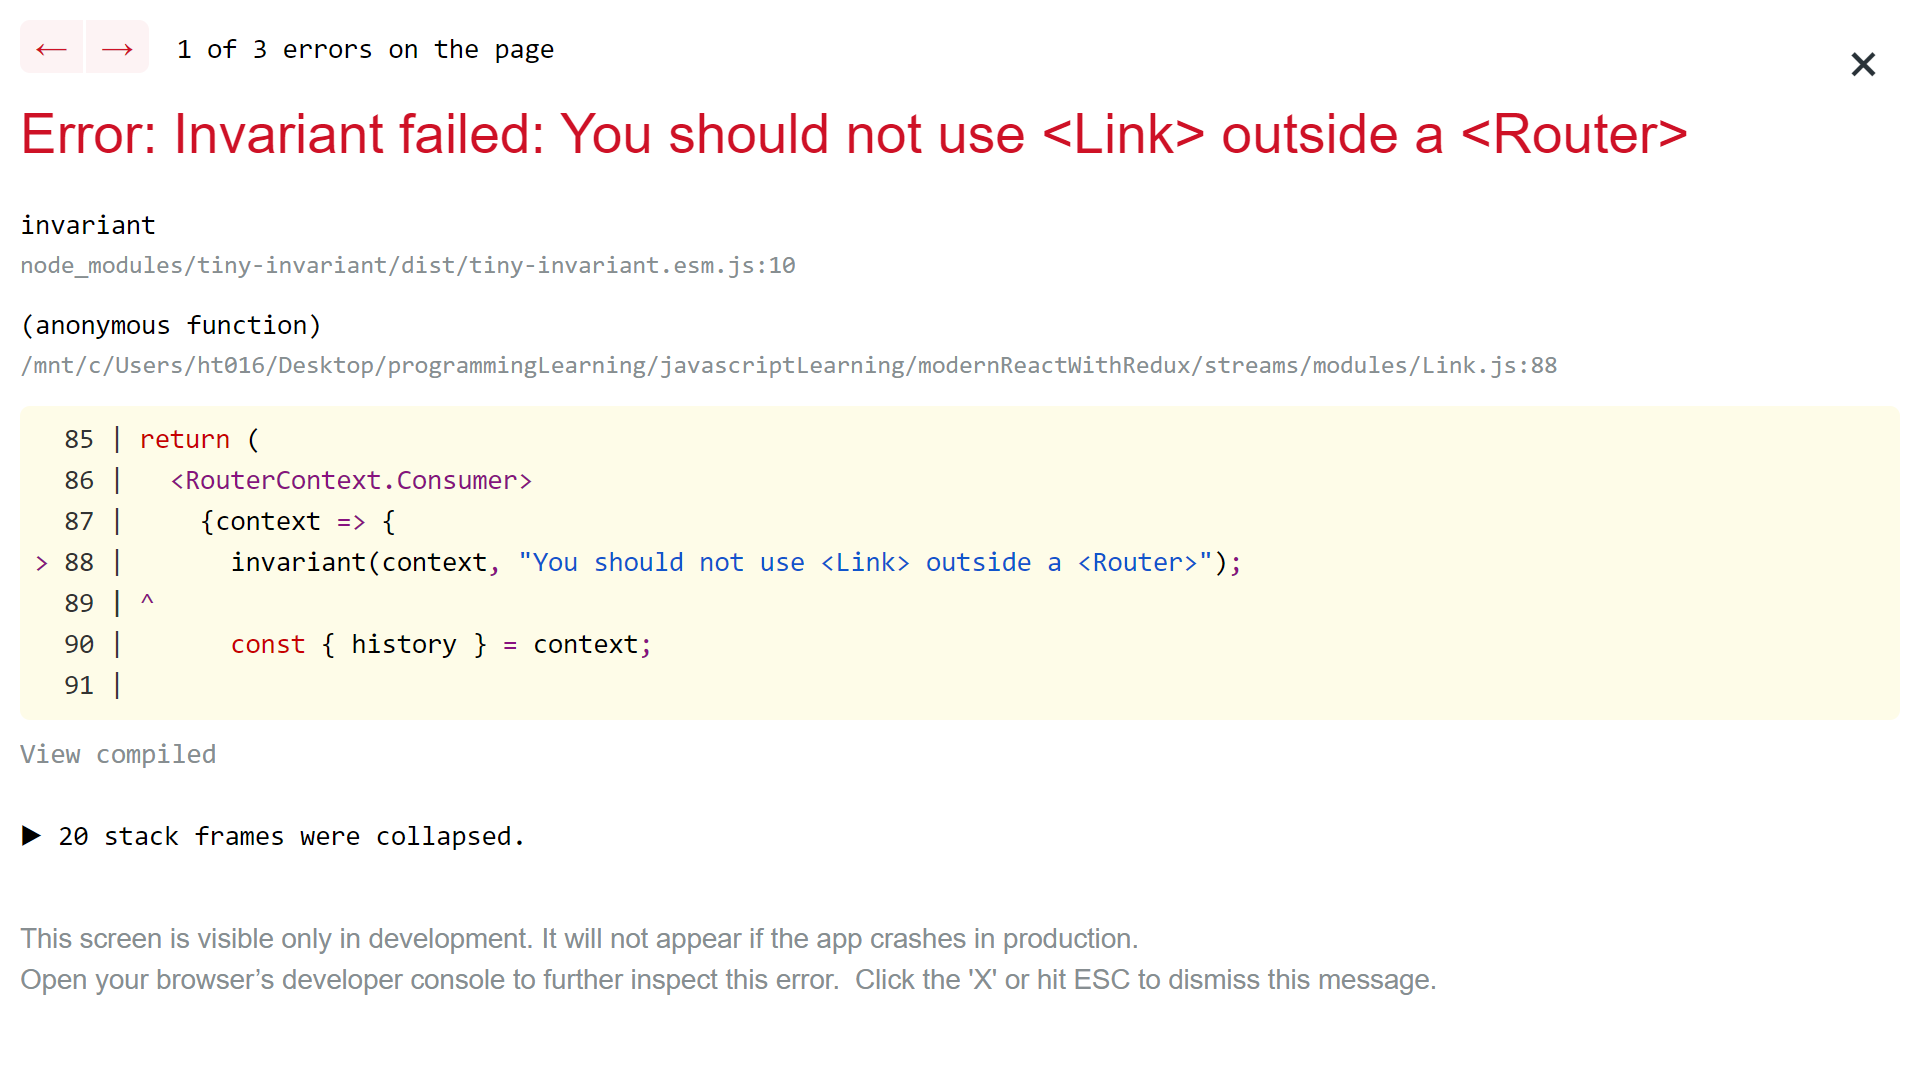 ← → 1 of 3 errors on the page
×
Error: Invariant failed: You should not use <Link> outside a <Router>
invariant
node_modules/tiny-invariant/dist/tiny-invariant.esm.js:10
(anonymous function)
/mnt/c/Users/ht016/Desktop/programmingLearning/javascriptLearning/modernReactWithRedux/streams/modules/Link.js:88
  85 | return (
  86 |   <RouterContext.Consumer>
  87 |     {context => {
> 88 |       invariant(context, "You should not use <Link> outside a <Router>");
  89 | ^
  90 |       const { history } = context;
  91 |
View compiled
▶ 20 stack frames were collapsed.
This screen is visible only in development. It will not appear if the app crashes in production.
Open your browser’s developer console to further inspect this error.  Click the 'X' or hit ESC to dismiss this message.